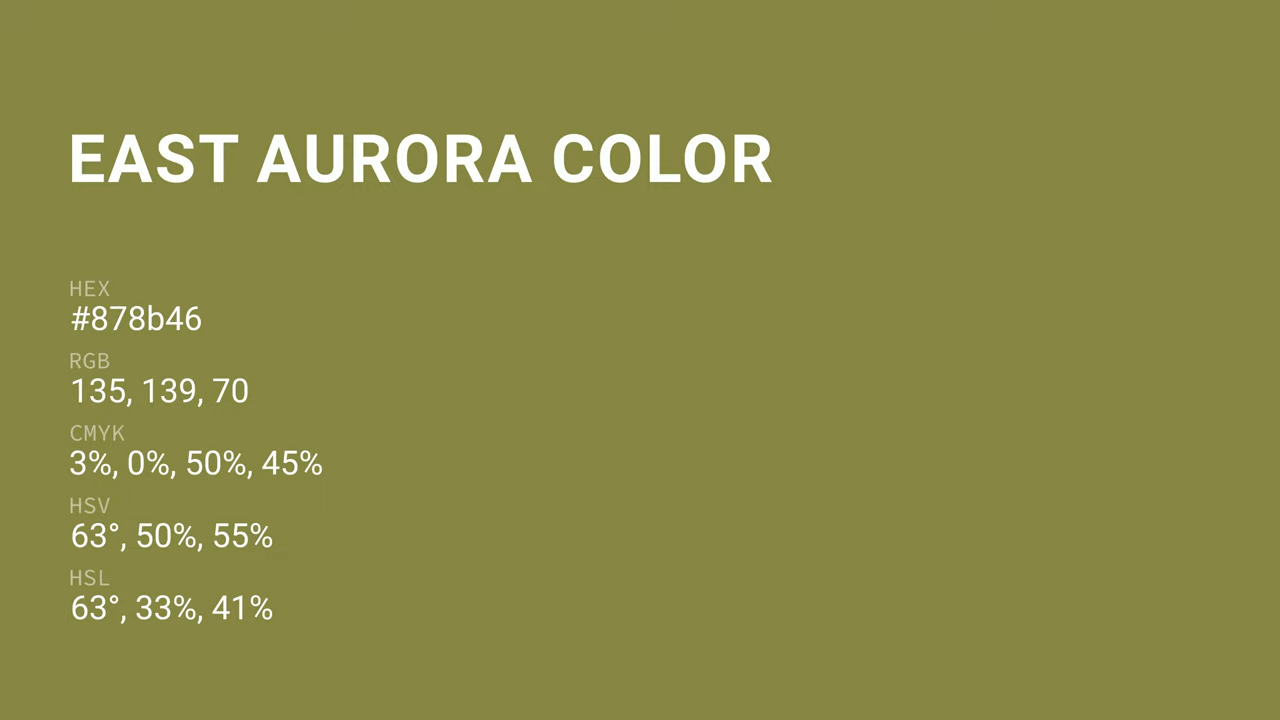 EAST AURORA COLOR
HEX
#878b46
RGB
135, 139, 70
CMYK
3%, 0%, 50%, 45%
HSV
63°, 50%, 55%
HSL
63°, 33%, 41%